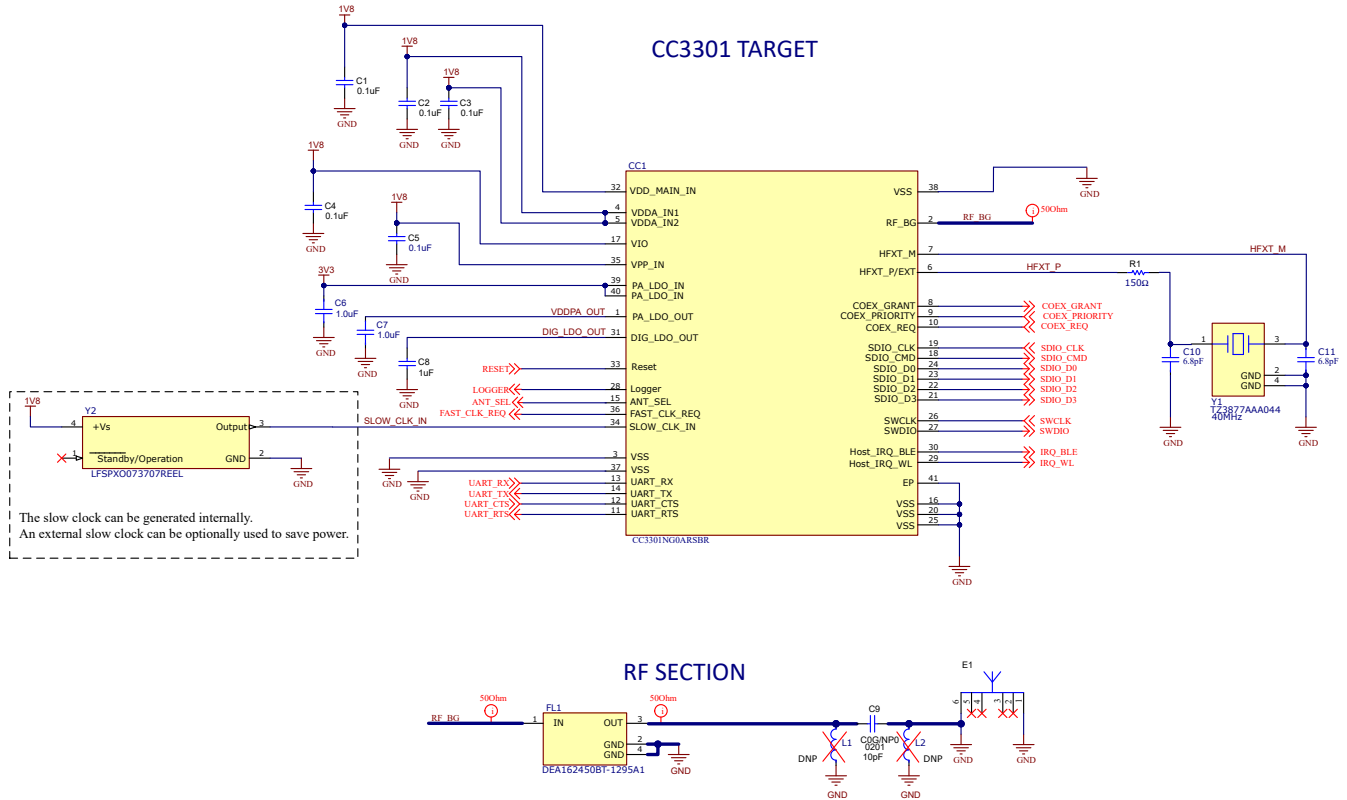 CC3301 TARGET
1V8
C1
0.1uF
GND
1V8
C2
0.1uF
GND
1V8
C3
0.1uF
GND
1V8
C4
0.1uF
GND
1V8
C5
0.1uF
GND
3V3
C6
1.0uF
GND
C7
1.0uF
GND
C8
1uF
GND
VDDPA_OUT
DIG_LDO_OUT
RESET
LOGGER
ANT_SEL
FAST_CLK_REQ
SLOW_CLK_IN
GND
GND
UART_RX
UART_TX
UART_CTS
UART_RTS
CC1
32 VDD_MAIN_IN
4 VDDA_IN1
5 VDDA_IN2
17 VIO
35 VPP_IN
39 PA_LDO_IN
40 PA_LDO_IN
1 PA_LDO_OUT
31 DIG_LDO_OUT
33 Reset
28 Logger
15 ANT_SEL
36 FAST_CLK_REQ
34 SLOW_CLK_IN
3 VSS
37 VSS
13 UART_RX
14 UART_TX
12 UART_CTS
11 UART_RTS
VSS 38
RF_BG 2
HFXT_M 7
HFXT_P/EXT 6
COEX_GRANT 8
COEX_PRIORITY 9
COEX_REQ 10
SDIO_CLK 19
SDIO_CMD 18
SDIO_D0 24
SDIO_D1 23
SDIO_D2 22
SDIO_D3 21
SWCLK 26
SWDIO 27
Host_IRQ_BLE 30
Host_IRQ_WL 29
EP 41
VSS 16
VSS 20
VSS 25
CC3301NG0ARSBR
GND
GND
RF_BG
i
50Ohm
HFXT_M
HFXT_P
R1
150Ω
COEX_GRANT
COEX_PRIORITY
COEX_REQ
SDIO_CLK
SDIO_CMD
SDIO_D0
SDIO_D1
SDIO_D2
SDIO_D3
SWCLK
SWDIO
IRQ_BLE
IRQ_WL
C10
6.8pF
GND
1
3
GND 2
GND 4
Y1
TZ3877AAA044
40MHz
C11
6.8pF
GND
1V8
Y2
4 +Vs
Output 3
1 Standby/Operation
GND 2
LFSPXO073707REEL
GND
The slow clock can be generated internally.
An external slow clock can be optionally used to save power.
RF SECTION
RF_BG
50Ohm
i
FL1
1 IN
OUT 3
GND 2
GND 4
DEA162450BT-1295A1
GND
50Ohm
i
L1
DNP
GND
C9
C0G/NP0
0201
10pF
L2
DNP
GND
E1
6 5 4 3 2 1
GND
GND